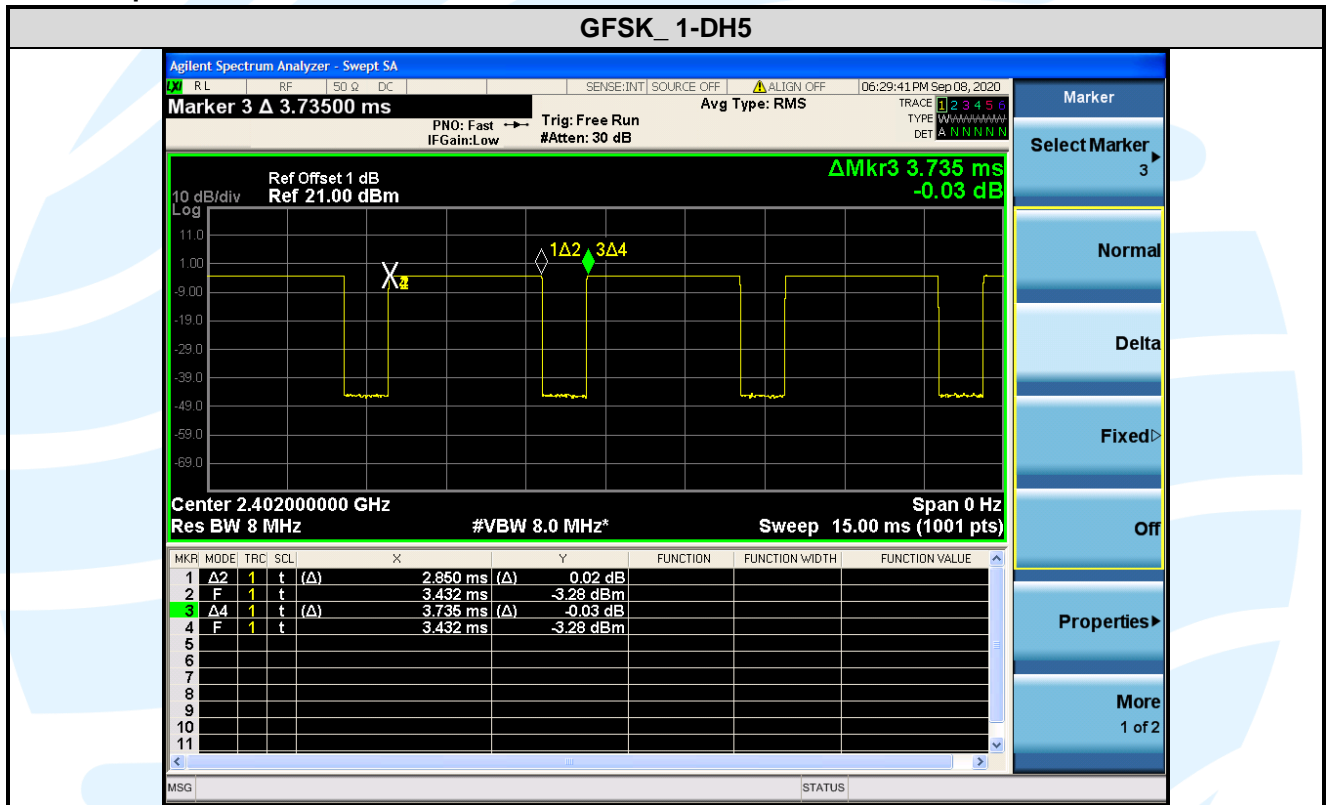 GFSK_ 1-DH5
Agilent Spectrum Analyzer - Swept SA
LXI RL RF 50 Ω DC SENSE:INT SOURCE OFF ALIGN OFF 06:29:41 PM Sep 08, 2020
Marker 3 Δ 3.73500 ms
PNO: Fast
IFGain:Low
Trig: Free Run
#Atten: 30 dB
Avg Type: RMS
TRACE 1 2 3 4 5 6
TYPE WWWWWW
DET A N N N N N
ΔMkr3 3.735 ms
-0.03 dB
Ref Offset 1 dB
10 dB/div Ref 21.00 dBm
Log
11.0
1.00
-9.00
-19.0
-29.0
-39.0
-49.0
-59.0
-69.0
1Δ2 3Δ4
Center 2.402000000 GHz Span 0 Hz
Res BW 8 MHz #VBW 8.0 MHz* Sweep 15.00 ms (1001 pts)
MKR MODE TRC SCL X Y FUNCTION FUNCTION WIDTH FUNCTION VALUE
1 Δ2 1 t (Δ) 2.850 ms (Δ) 0.02 dB
2 F 1 t 3.432 ms -3.28 dBm
3 Δ4 1 t (Δ) 3.735 ms (Δ) -0.03 dB
4 F 1 t 3.432 ms -3.28 dBm
5
6
7
8
9
10
11
MSG STATUS
Marker
Select Marker
3
Normal
Delta
Fixed
Off
Properties
More
1 of 2